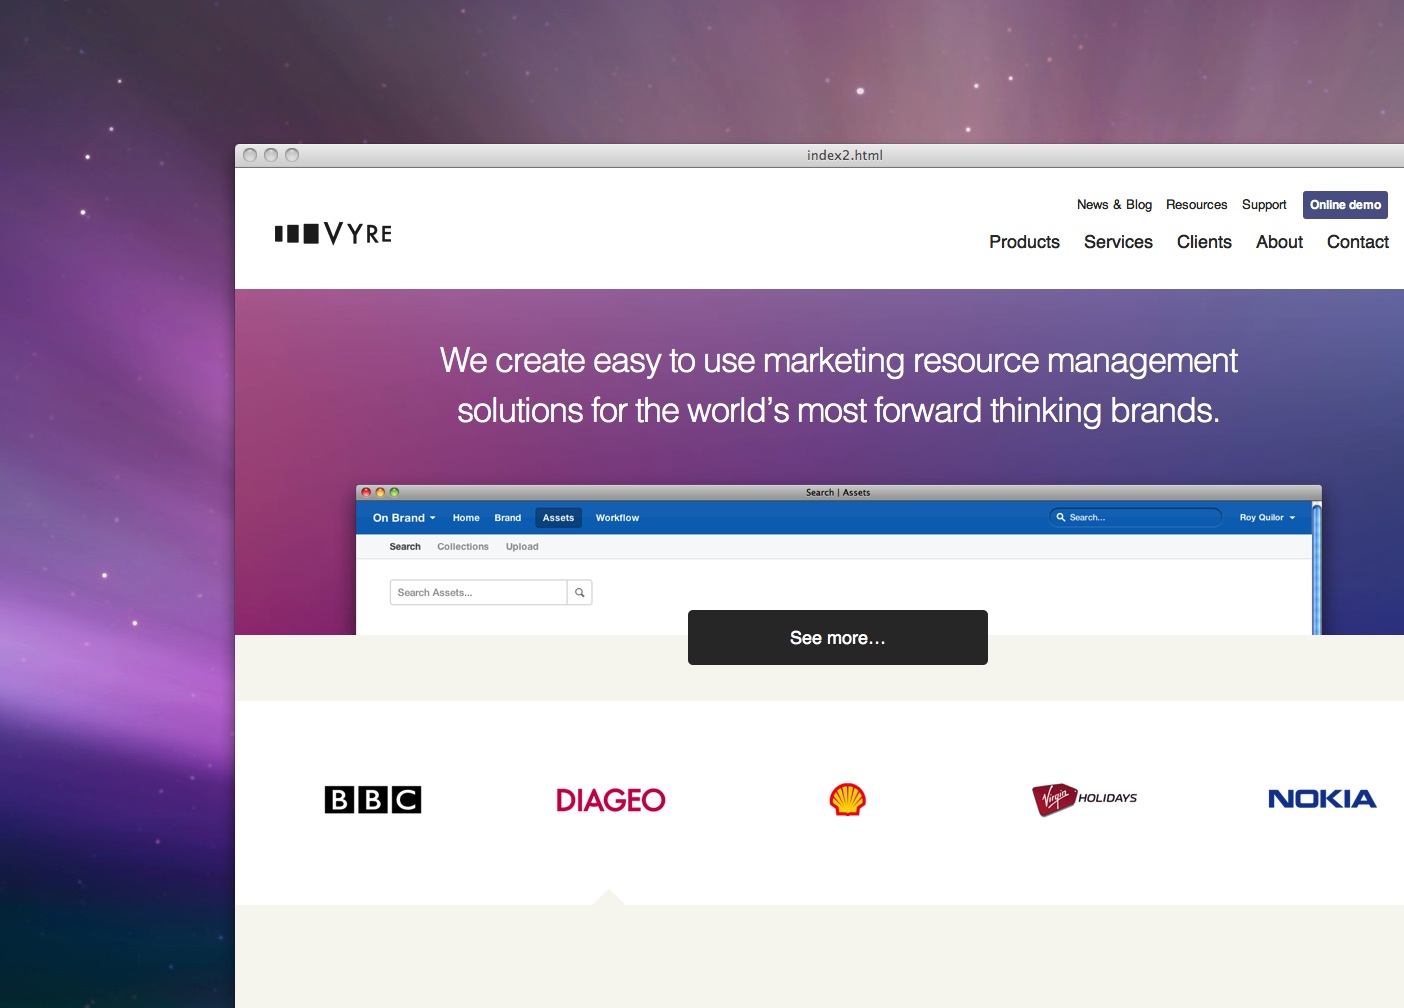 index2.html
News & Blog Resources Support Online demo
VYRE
Products Services Clients About Contact
We create easy to use marketing resource management
solutions for the world’s most forward thinking brands.
Search | Assets
On Brand Home Brand Assets Workflow Search... Roy Quilor
Search Collections Upload
Search Assets...
See more...
BBC DIAGEO Virgin HOLIDAYS NOKIA